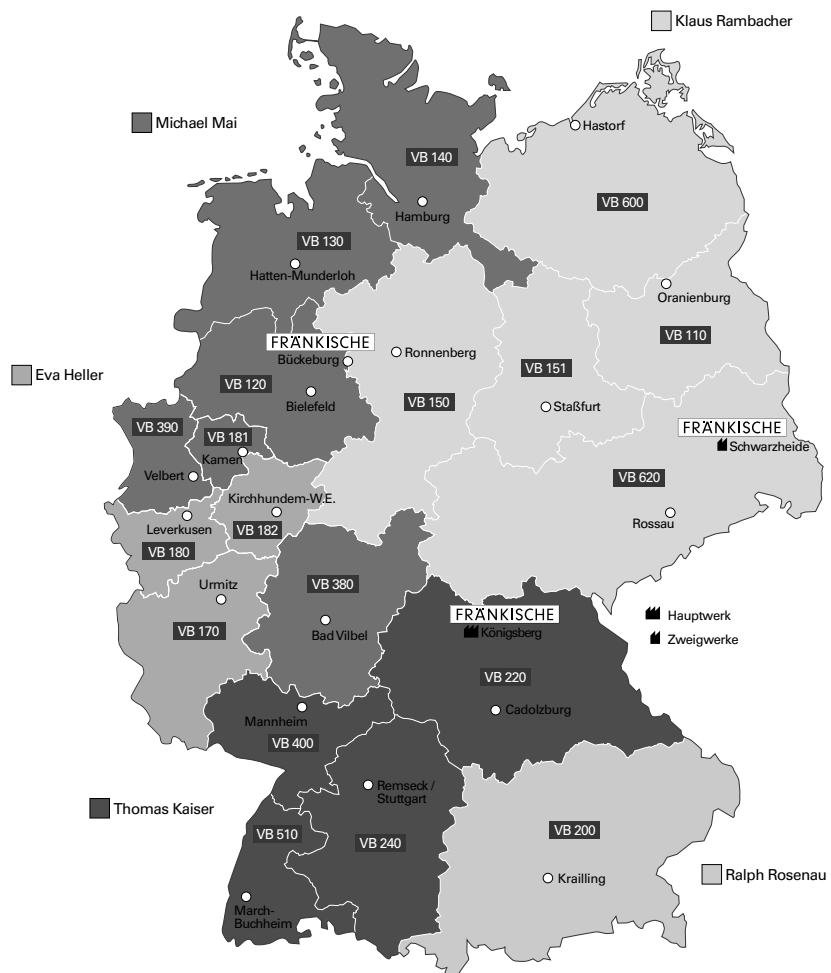 Klaus Rambacher
Michael Mai
Hastorf
VB 140
VB 600
Hamburg
VB 130
Hatten-Munderloh
Oranienburg
VB 110
FRÄNKISCHE
Bückeburg
Ronnenberg
Eva Heller
VB 120
VB 151
Bielefeld
VB 150
Staßfurt
VB 390
VB 181
FRÄNKISCHE
Kamen
Schwarzheide
Velbert
VB 620
Kirchhundem-W.E.
Leverkusen
VB 182
Rossau
VB 180
Urmitz
VB 380
FRÄNKISCHE
Hauptwerk
VB 170
Bad Vilbel
Königsberg
Zweigwerke
VB 220
Mannheim
Cadolzburg
VB 400
Remseck /
Stuttgart
Thomas Kaiser
VB 510
VB 240
VB 200
Krailling
Ralph Rosenau
March-
Buchheim